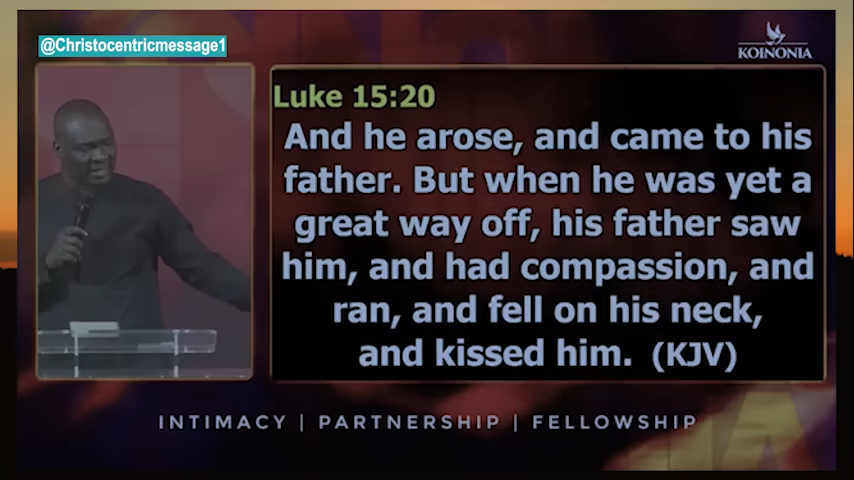 @Christocentricmessage1
KOINONIA
Luke 15:20
And he arose, and came to his
father. But when he was yet a
great way off, his father saw
him, and had compassion, and
ran, and fell on his neck,
and kissed him. (KJV)
INTIMACY | PARTNERSHIP | FELLOWSHIP